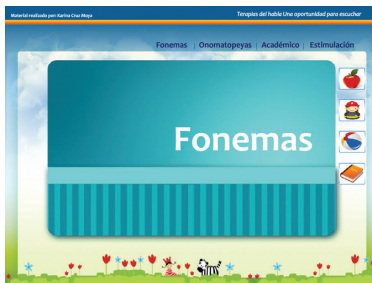 Material realizado por Karina Cruz Moya
Terapias del habla Una oportunidad para escuchar
Fonemas | Onomatopeyas | Académico | Estimulación
Fonemas